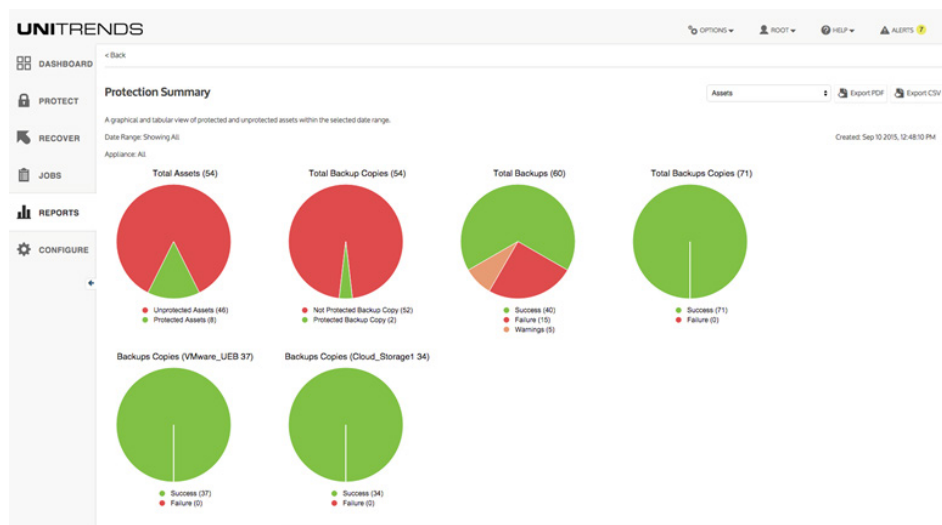 UNITRENDS
OPTIONS
ROOT
HELP
ALERTS 7
DASHBOARD
PROTECT
RECOVER
JOBS
REPORTS
CONFIGURE
< Back
Protection Summary
Assets
Export PDF
Export CSV
A graphical and tabular view of protected and unprotected assets within the selected date range.
Date Range: Showing All
Created: Sep 10 2015, 12:48:10 PM
Appliance: All
Total Assets (54)
Unprotected Assets (46)
Protected Assets (8)
Total Backup Copies (54)
Not Protected Backup Copy (52)
Protected Backup Copy (2)
Total Backups (60)
Success (40)
Failure (15)
Warnings (5)
Total Backups Copies (71)
Success (71)
Failure (0)
Backups Copies (VMware_UEB 37)
Success (37)
Failure (0)
Backups Copies (Cloud_Storage1 34)
Success (34)
Failure (0)